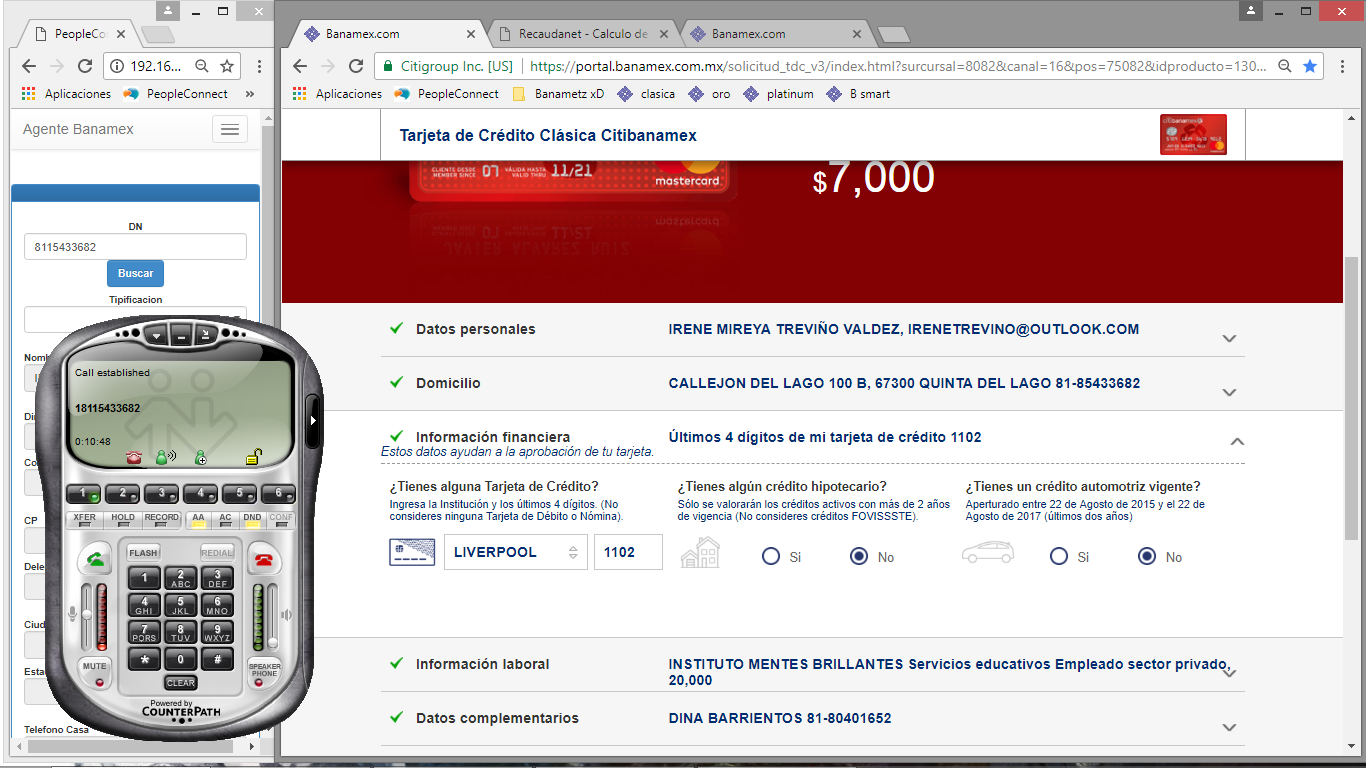 PeopleCo
Banamex.com
Recaudanet - Calculo de
Banamex.com
192.16...
Citigroup Inc. [US]
https://portal.banamex.com.mx/solicitud_tdc_v3/index.html?sucursal=8082&canal=16&pos=75082&idproducto=130...
Aplicaciones
PeopleConnect
»
Aplicaciones
PeopleConnect
Banametz xD
clasica
oro
platinum
B smart
Agente Banamex
DN
8115433682
Buscar
Tipificacion
CP
Dele
Ciud
Esta
Telefono Casa
Call established
18115433682
0:10:48
1 2 3 4 5 6
XFER HOLD RECORD AA AC DND CONF
FLASH REDIAL
1 2 ABC 3 DEF
4 GHI 5 JKL 6 MNO
7 PQRS 8 TUV 9 WXYZ
* 0 #
CLEAR
MUTE
SPEAKER PHONE
Powered by
COUNTERPATH
Tarjeta de Crédito Clásica Citibanamex
CLIENTE DESDE MEMBER SINCE 07 VÁLIDA HASTA VALID THRU 11/21
mastercard
$7,000
Datos personales
IRENE MIREYA TREVIÑO VALDEZ, IRENETREVINO@OUTLOOK.COM
Domicilio
CALLEJON DEL LAGO 100 B, 67300 QUINTA DEL LAGO 81-85433682
Información financiera
Últimos 4 dígitos de mi tarjeta de crédito 1102
Estos datos ayudan a la aprobación de tu tarjeta.
¿Tienes alguna Tarjeta de Crédito?
Ingresa la Institución y los últimos 4 dígitos. (No
consideres ninguna Tarjeta de Débito o Nómina).
LIVERPOOL
1102
¿Tienes algún crédito hipotecario?
Sólo se valorarán los créditos activos con más de 2 años
de vigencia (No consideres créditos FOVISSSTE).
Si
No
¿Tienes un crédito automotriz vigente?
Aperturado entre 22 de Agosto de 2015 y el 22 de
Agosto de 2017 (últimos dos años)
Si
No
Información laboral
INSTITUTO MENTES BRILLANTES Servicios educativos Empleado sector privado,
20,000
Datos complementarios
DINA BARRIENTOS 81-80401652